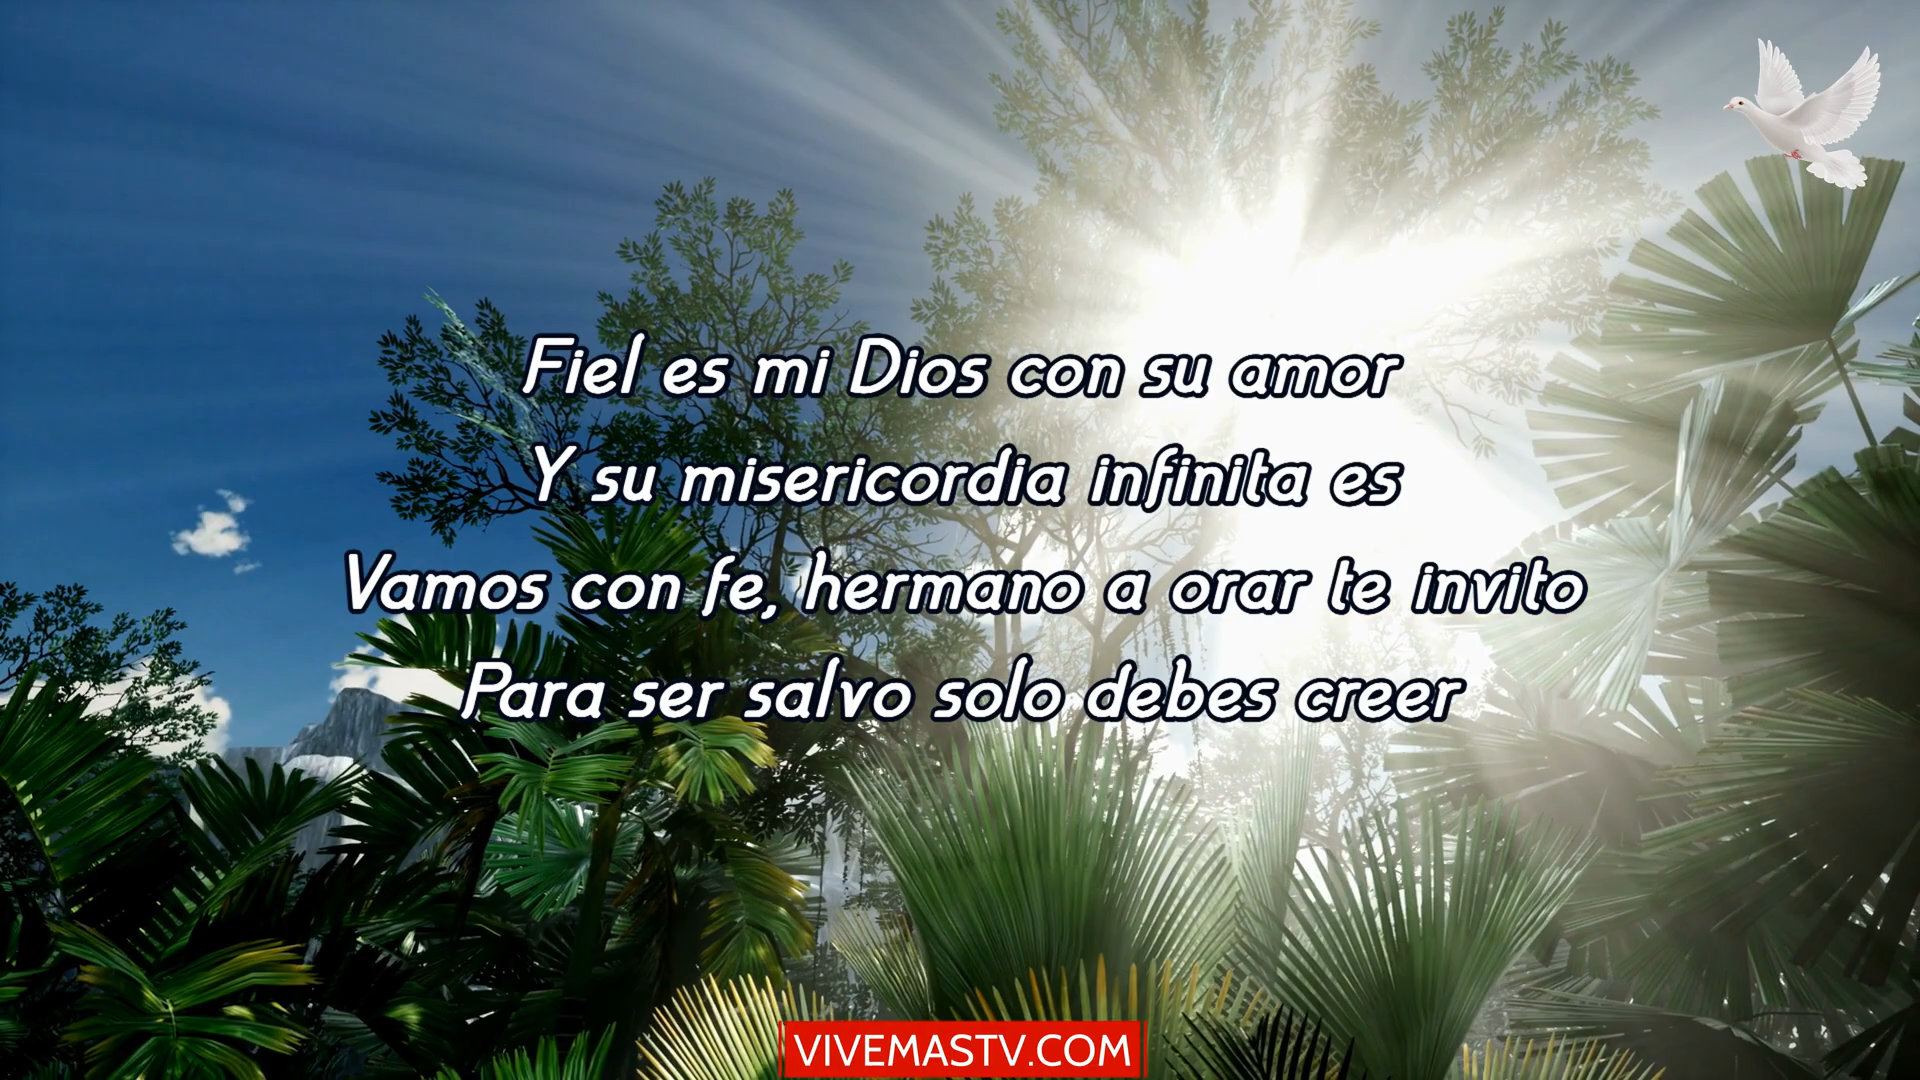 Fiel es mi Dios con su amor
Y su misericordia infinita es
Vamos con fe, hermano a orar te invito
Para ser salvo solo debes creer
VIVEMASTV.COM